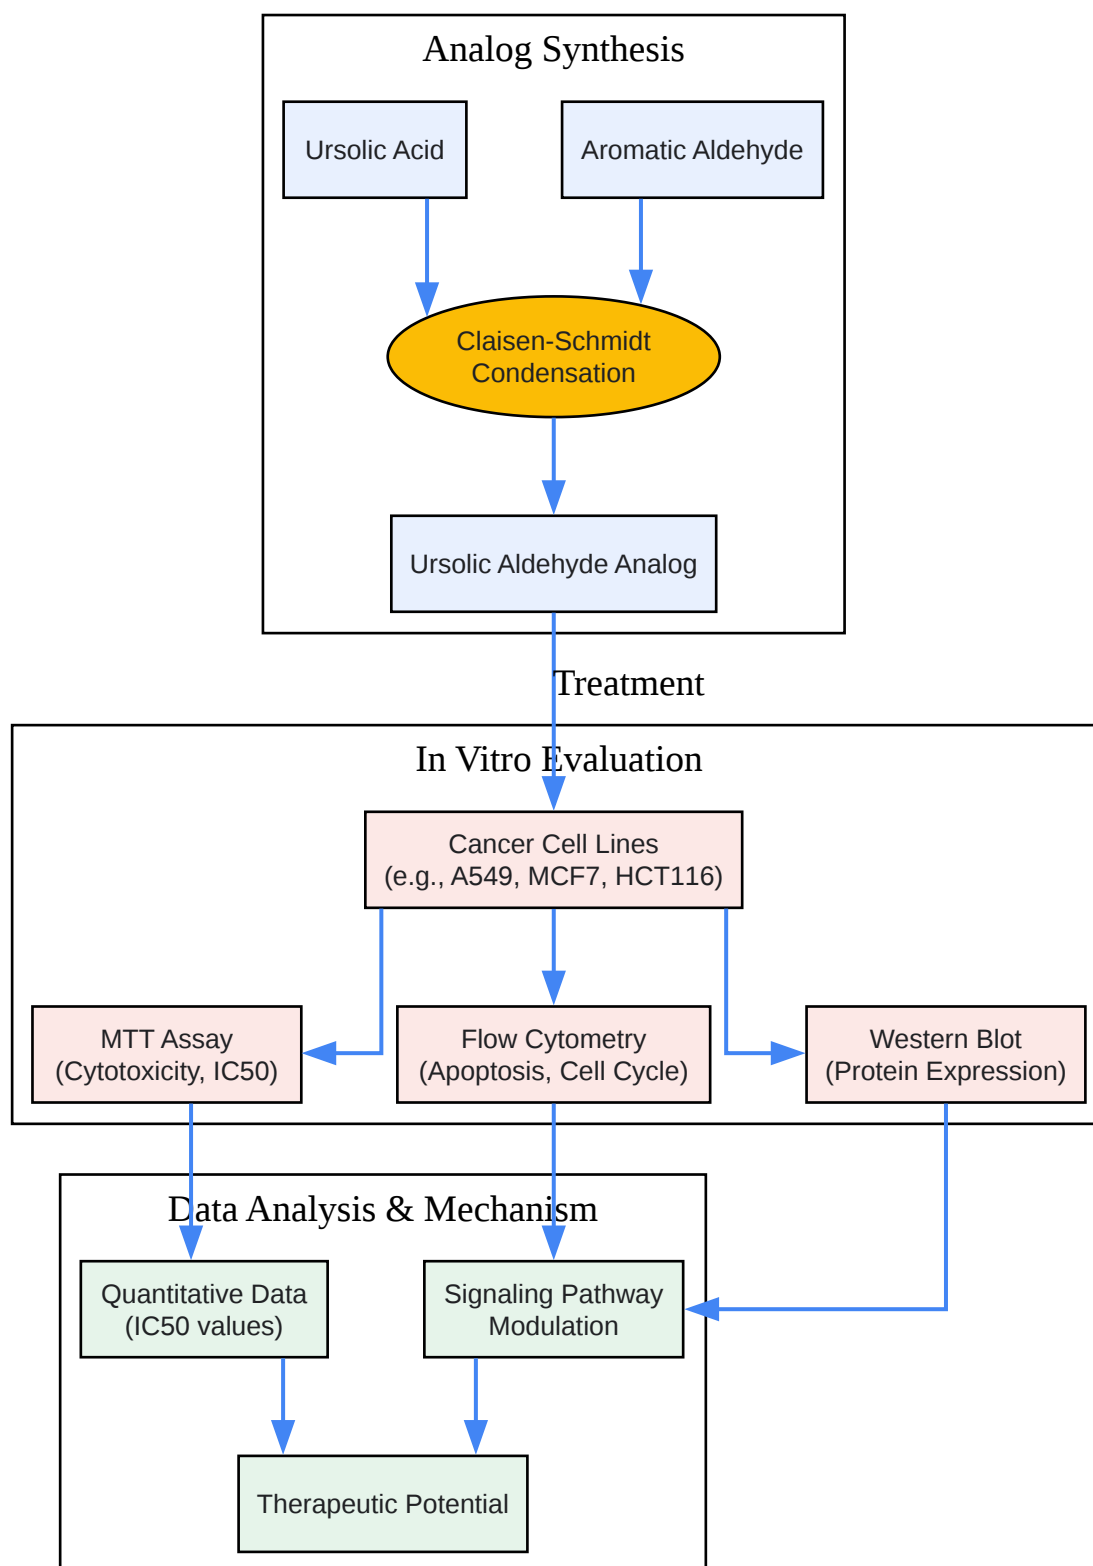 Analog Synthesis
Ursolic Acid
Aromatic Aldehyde
Claisen-Schmidt
Condensation
Ursolic Aldehyde Analog
Treatment
In Vitro Evaluation
Cancer Cell Lines
(e.g., A549, MCF7, HCT116)
MTT Assay
(Cytotoxicity, IC50)
Flow Cytometry
(Apoptosis, Cell Cycle)
Western Blot
(Protein Expression)
Data Analysis & Mechanism
Quantitative Data
(IC50 values)
Signaling Pathway
Modulation
Therapeutic Potential